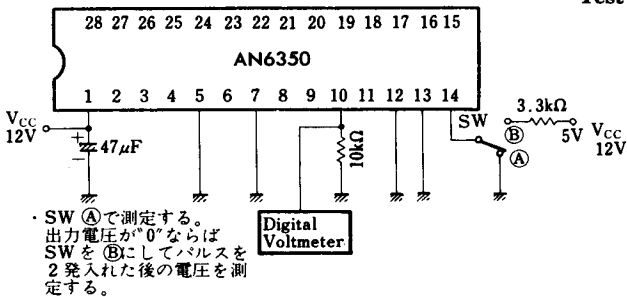 Test
28 27 26 25 24 23 22 21 20 19 18 17 16 15
AN6350
1 2 3 4 5 6 7 8 9 10 11 12 13 14
VCC
12V
+
−
47μF
10kΩ
SW
3.3kΩ
Ⓑ
5V
VCC
12V
Ⓐ
Digital
Voltmeter
・SW Ⓐで測定する。
出力電圧が"0"ならば
SWをⒷにしてパルスを
2発入れた後の電圧を測
定する。